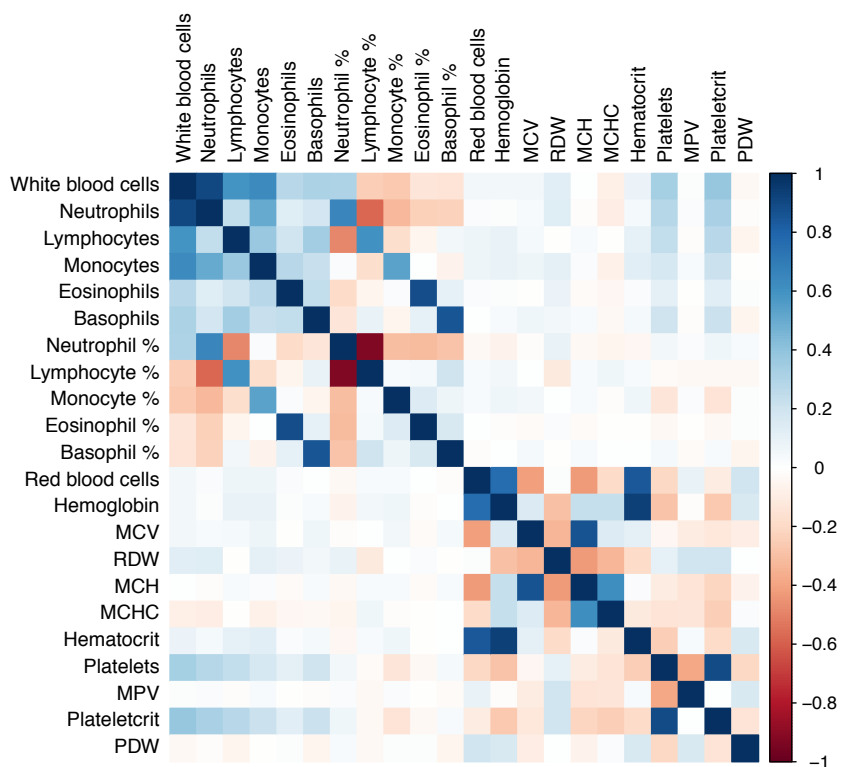 White blood cells
Neutrophils
Lymphocytes
Monocytes
Eosinophils
Basophils
Neutrophil %
Lymphocyte %
Monocyte %
Eosinophil %
Basophil %
Red blood cells
Hemoglobin
MCV
RDW
MCH
MCHC
Hematocrit
Platelets
MPV
Plateletcrit
PDW
White blood cells
Neutrophils
Lymphocytes
Monocytes
Eosinophils
Basophils
Neutrophil %
Lymphocyte %
Monocyte %
Eosinophil %
Basophil %
Red blood cells
Hemoglobin
MCV
RDW
MCH
MCHC
Hematocrit
Platelets
MPV
Plateletcrit
PDW
1
0.8
0.6
0.4
0.2
0
−0.2
−0.4
−0.6
−0.8
−1